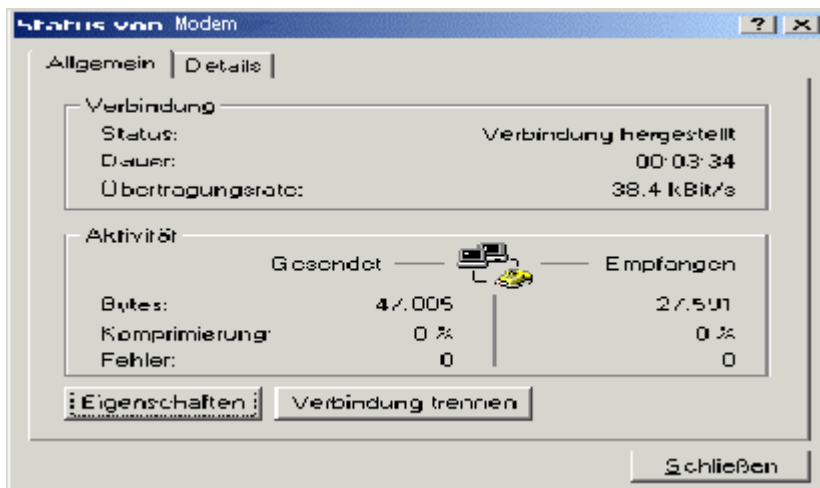 Status von Modem
Allgemein Details
Verbindung
Status: Verbindung hergestellt
Dauer: 00:03:34
Übertragungsrate: 38.4 kBit/s
Aktivität
Gesendet Empfangen
Bytes: 47.005 27.591
Komprimierung: 0 % 0 %
Fehler: 0 0
Eigenschaften Verbindung trennen
Schließen